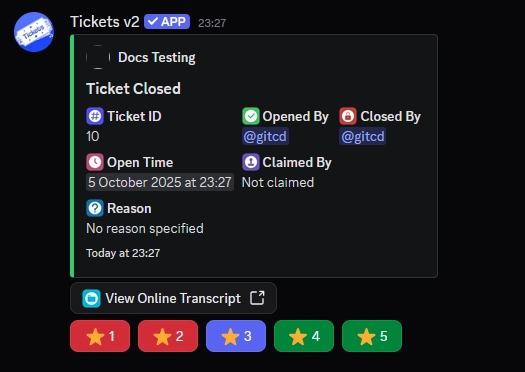 Tickets
Tickets v2 ✓ APP 23:27
Docs Testing
Ticket Closed
Ticket ID Opened By Closed By
10 @gitcd @gitcd
Open Time Claimed By
5 October 2025 at 23:27 Not claimed
Reason
No reason specified
Today at 23:27
View Online Transcript
1 2 3 4 5